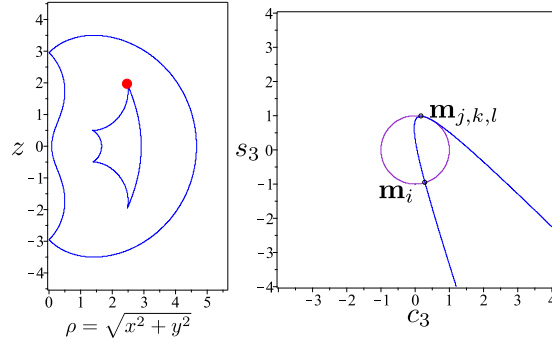 4
3
2
1
z 0
−1
−2
−3
−4
0 1 2 3 4 5
ρ = √x² + y²
4
3
2
1
s₃ 0
−1
−2
−3
−4
−3 −2 −1 0 1 2 3 4
c₃
m_{j,k,l}
m_i